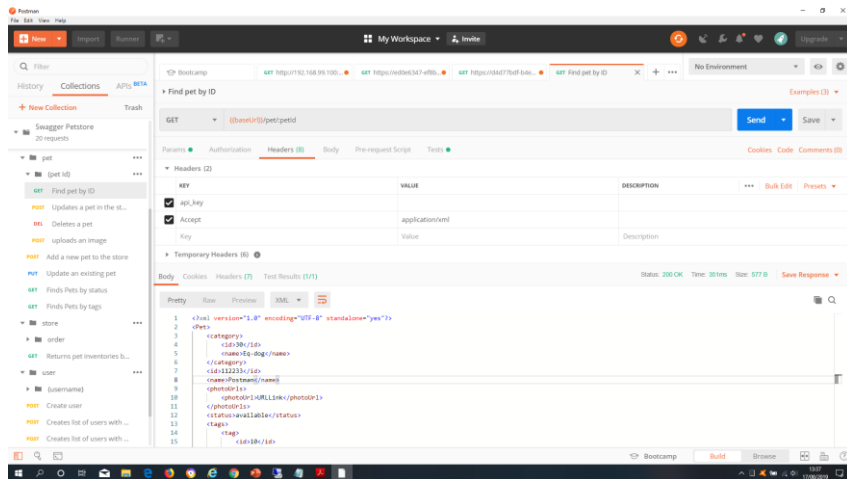 Postman
File Edit View Help
New Import Runner My Workspace Invite Upgrade
Filter
History Collections APIs BETA
+ New Collection Trash
Swagger Petstore
20 requests
pet
{pet Id}
GET Find pet by ID
POST Updates a pet in the st...
DEL Deletes a pet
POST uploads an image
POST Add a new pet to the store
PUT Update an existing pet
GET Finds Pets by status
GET Finds Pets by tags
store
order
GET Returns pet inventories b...
user
{username}
POST Create user
POST Creates list of users with ...
POST Creates list of users with ...
Bootcamp GET http://192.168.99.100:... GET https://ed0e6347-ef8b... GET https://d4d77bdf-b4e... GET Find pet by ID No Environment
Find pet by ID Examples (3)
GET {{baseUrl}}/pet/:petId Send Save
Params Authorization Headers (8) Body Pre-request Script Tests Cookies Code Comments (0)
Headers (2)
KEY VALUE DESCRIPTION Bulk Edit Presets
api_key
Accept application/xml
Key Value Description
Temporary Headers (6)
Body Cookies Headers (7) Test Results (1/1) Status: 200 OK Time: 301ms Size: 577 B Save Response
Pretty Raw Preview XML
1 <?xml version="1.0" encoding="UTF-8" standalone="yes"?>
2 <Pet>
3 <category>
4 <id>30</id>
5 <name>Eq-dog</name>
6 </category>
7 <id>112233</id>
8 <name>Postman</name>
9 <photoUrls>
10 <photoUrl>URLLink</photoUrl>
11 </photoUrls>
12 <status>available</status>
13 <tags>
14 <tag>
15 <id>10</id>
Bootcamp Build Browse
13:37
17/08/2019